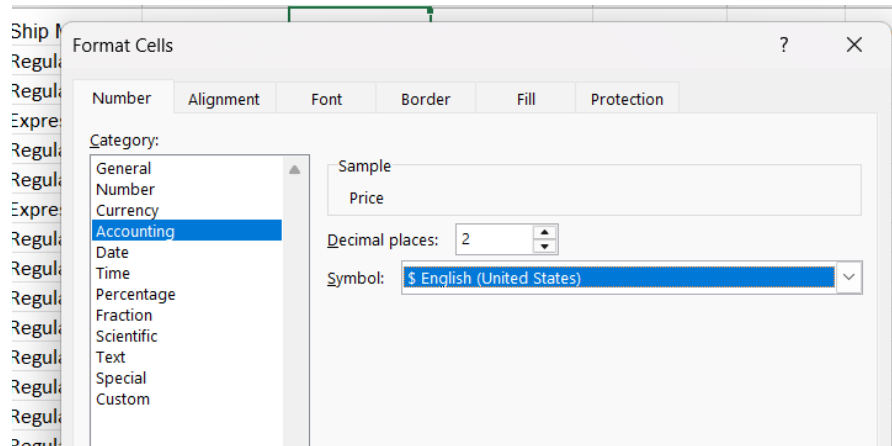 Ship
Format Cells ? ×
Number Alignment Font Border Fill Protection
Category:
General
Number
Currency
Accounting
Date
Time
Percentage
Fraction
Scientific
Text
Special
Custom
Sample
Price
Decimal places: 2
Symbol: $ English (United States)